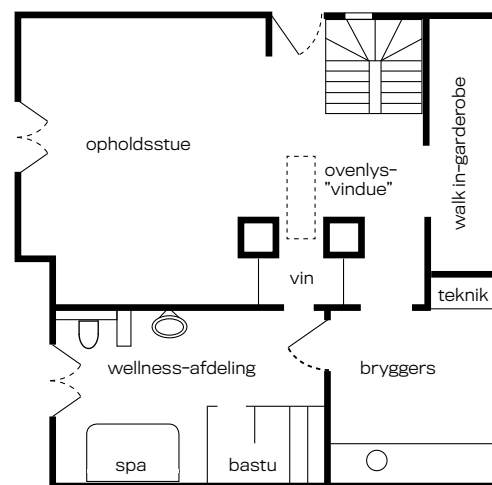 opholdsstue
ovenlys-
"vindue"
walk in-garderobe
vin
teknik
wellness-afdeling
bryggers
spa
bastu